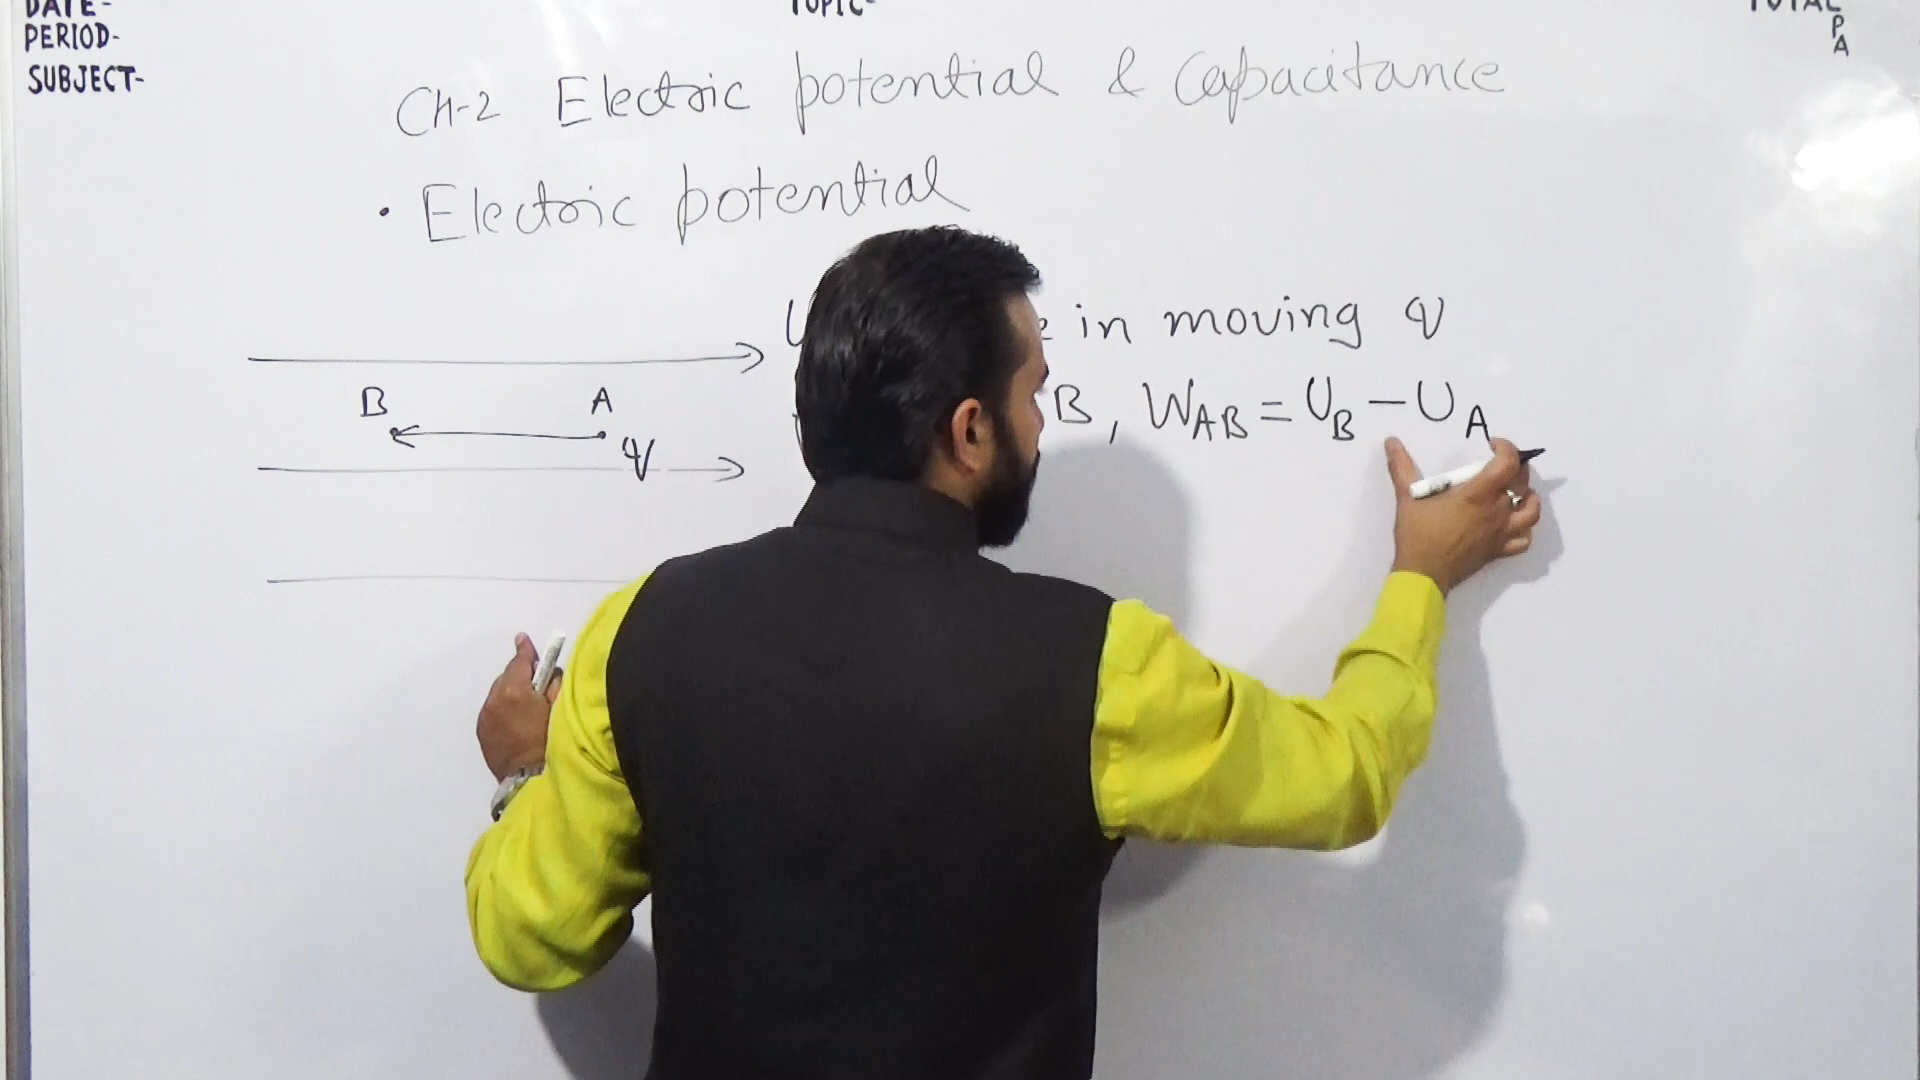 DATE-
TOPIC-
TOTAL
P
A
PERIOD-
SUBJECT-
Ch-2 Electric potential & Capacitance
• Electric potential
in moving q
B, W_AB = U_B - U_A
B A
q